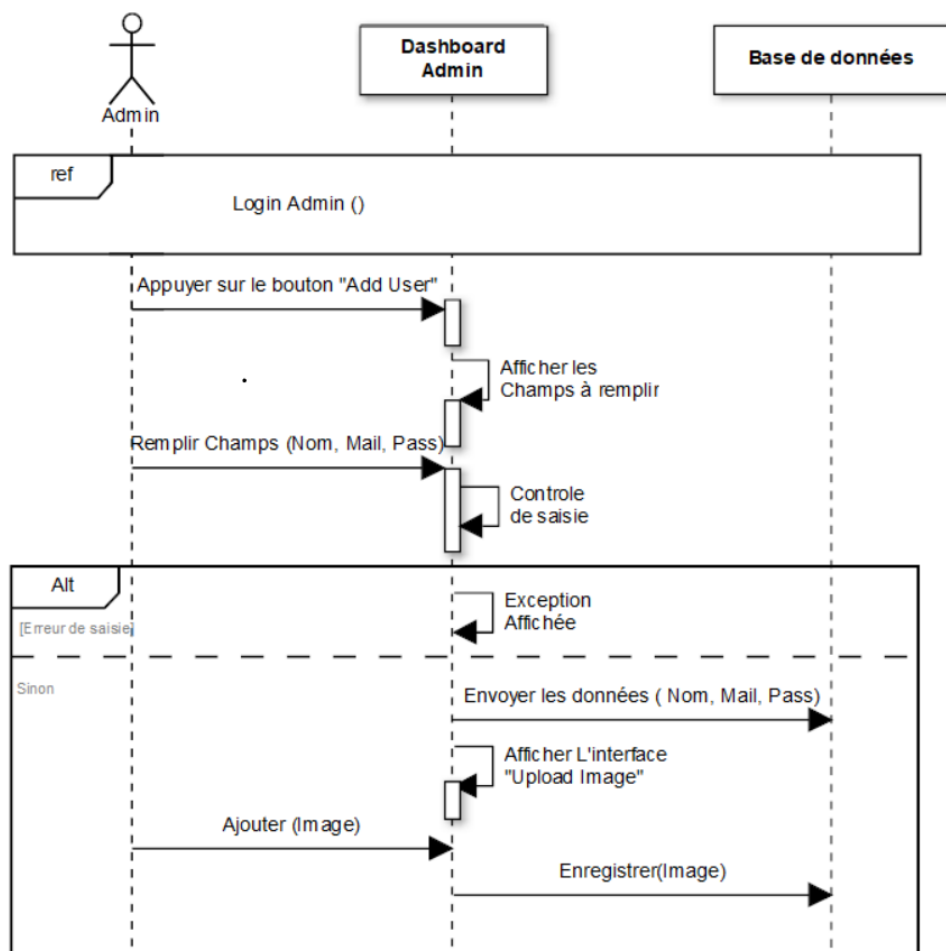 Dashboard
Admin
Base de données
Admin
ref
Login Admin ()
Appuyer sur le bouton "Add User"
Afficher les
Champs à remplir
Remplir Champs (Nom, Mail, Pass)
Controle
de saisie
Alt
[Erreur de saisie]
Exception
Affichée
Sinon
Envoyer les données ( Nom, Mail, Pass)
Afficher L'interface
"Upload Image"
Ajouter (Image)
Enregistrer(Image)